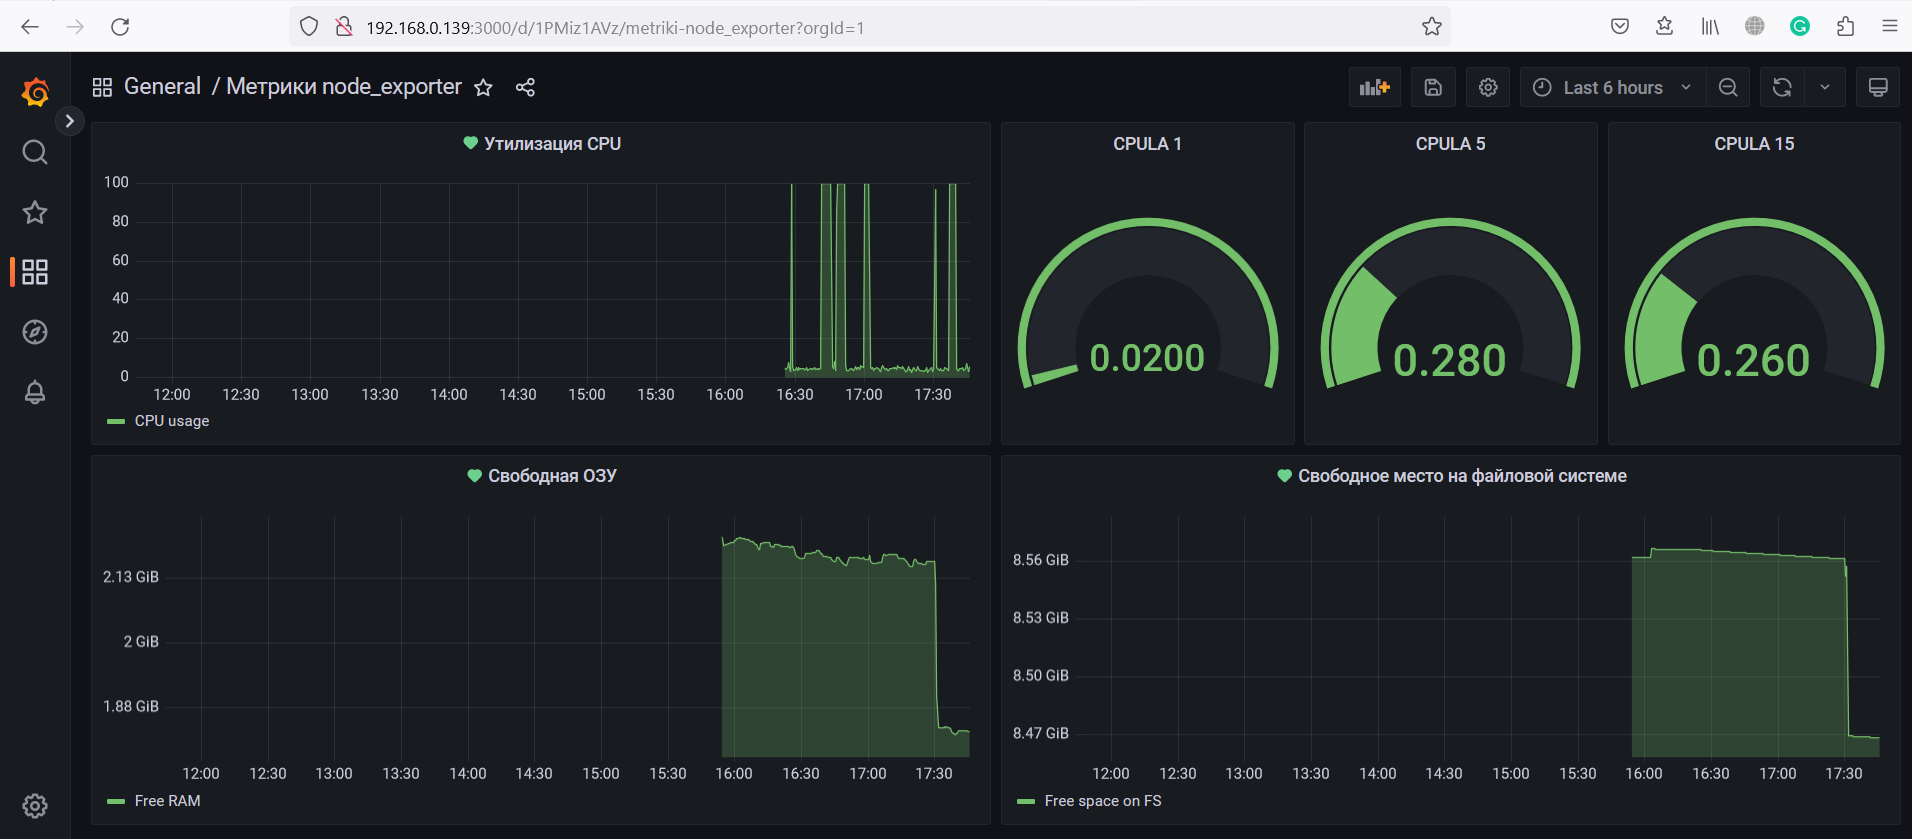 192.168.0.139:3000/d/1PMiz1AVz/metriki-node_exporter?orgId=1
General / Метрики node_exporter
Last 6 hours
Утилизация CPU
100
80
60
40
20
0
12:00 12:30 13:00 13:30 14:00 14:30 15:00 15:30 16:00 16:30 17:00 17:30
CPU usage
CPULA 1
0.0200
CPULA 5
0.280
CPULA 15
0.260
Свободная ОЗУ
2.13 GiB
2 GiB
1.88 GiB
12:00 12:30 13:00 13:30 14:00 14:30 15:00 15:30 16:00 16:30 17:00 17:30
Free RAM
Свободное место на файловой системе
8.56 GiB
8.53 GiB
8.50 GiB
8.47 GiB
12:00 12:30 13:00 13:30 14:00 14:30 15:00 15:30 16:00 16:30 17:00 17:30
Free space on FS